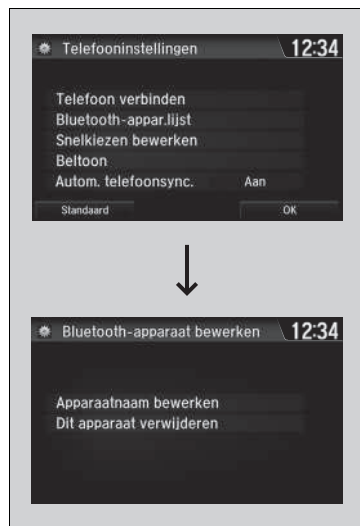 Telefooninstellingen 12:34
Telefoon verbinden
Bluetooth-appar.lijst
Snelkiezen bewerken
Beltoon
Autom. telefoonsync. Aan
Standaard OK
Bluetooth-apparaat bewerken 12:34
Apparaatnaam bewerken
Dit apparaat verwijderen